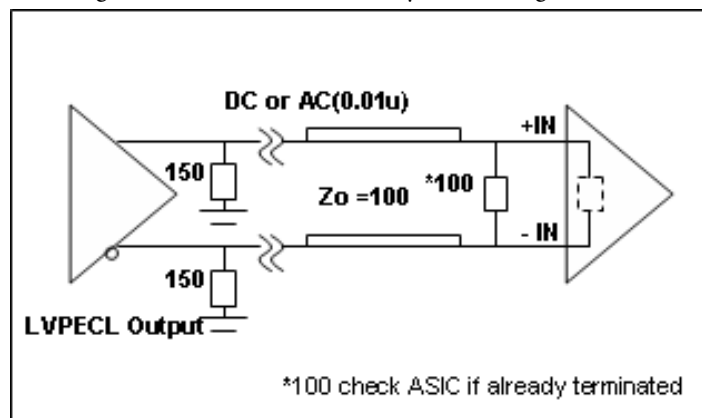 DC or AC(0.01u)
+IN
150
Zo =100
*100
- IN
150
LVPECL Output
*100 check ASIC if already terminated